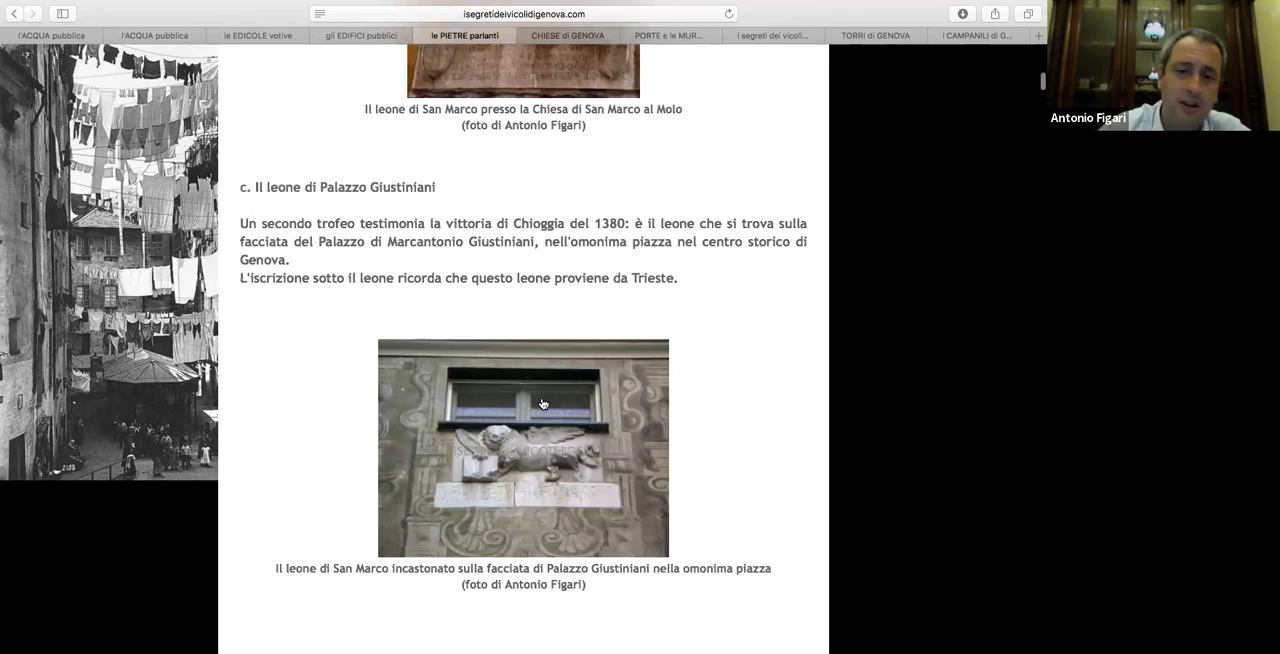 isegretideivicolidigenova.com
l'ACQUA pubblica
l'ACQUA pubblica
le EDICOLE votive
gli EDIFICI pubblici
le PIETRE parlanti
CHIESE di GENOVA
PORTE e le MUR...
i segreti dei vicoli...
TORRI di GENOVA
i CAMPANILI di G...
Antonio Figari
Il leone di San Marco presso la Chiesa di San Marco al Molo
(foto di Antonio Figari)
c. Il leone di Palazzo Giustiniani
Un secondo trofeo testimonia la vittoria di Chioggia del 1380: è il leone che si trova sulla
facciata del Palazzo di Marcantonio Giustiniani, nell'omonima piazza nel centro storico di
Genova.
L'iscrizione sotto il leone ricorda che questo leone proviene da Trieste.
Il leone di San Marco incastonato sulla facciata di Palazzo Giustiniani nella omonima piazza
(foto di Antonio Figari)